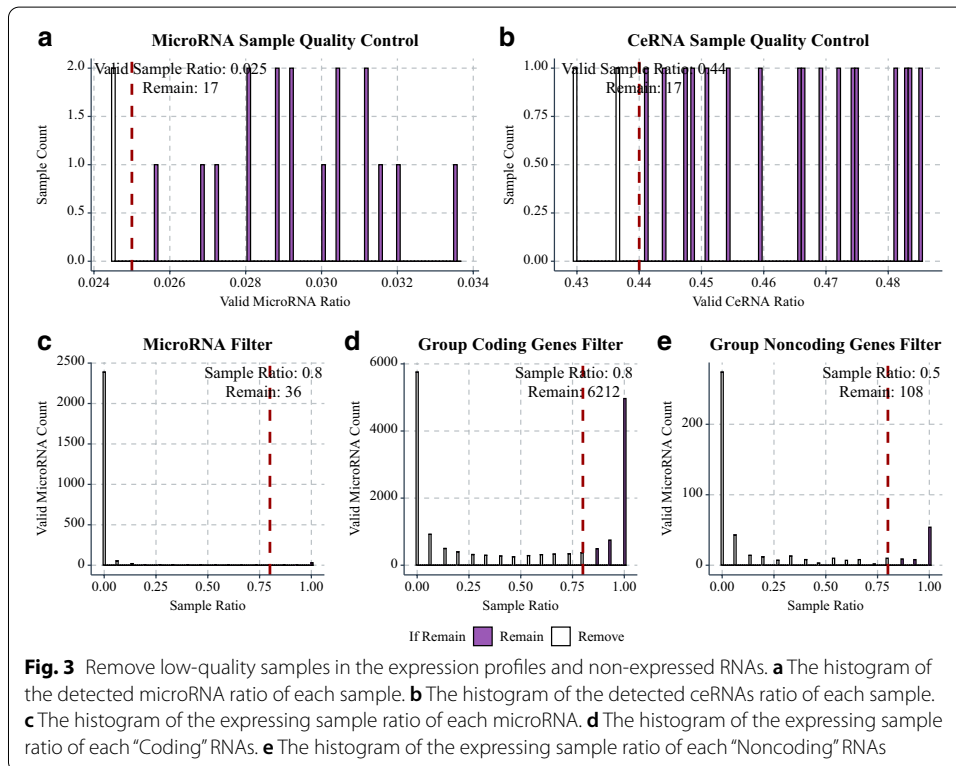 a
MicroRNA Sample Quality Control
Valid Sample Ratio: 0.025
Remain: 17
2.0
1.5
1.0
0.5
0.0
Sample Count
0.024
0.026
0.028
0.030
0.032
0.034
Valid MicroRNA Ratio
b
CeRNA Sample Quality Control
Valid Sample Ratio: 0.44
Remain: 17
1.00
0.75
0.50
0.25
0.00
Sample Count
0.43
0.44
0.45
0.46
0.47
0.48
Valid CeRNA Ratio
c
MicroRNA Filter
Sample Ratio: 0.8
Remain: 36
2500
2000
1500
1000
500
0
Valid MicroRNA Count
0.00
0.25
0.50
0.75
1.00
Sample Ratio
d
Group Coding Genes Filter
Sample Ratio: 0.8
Remain: 6212
6000
4000
2000
0
Valid MicroRNA Count
0.00
0.25
0.50
0.75
1.00
Sample Ratio
e
Group Noncoding Genes Filter
Sample Ratio: 0.5
Remain: 108
200
100
0
Valid MicroRNA Count
0.00
0.25
0.50
0.75
1.00
Sample Ratio
If Remain Remain Remove
Fig. 3 Remove low-quality samples in the expression profiles and non-expressed RNAs. a The histogram of
the detected microRNA ratio of each sample. b The histogram of the detected ceRNAs ratio of each sample.
c The histogram of the expressing sample ratio of each microRNA. d The histogram of the expressing sample
ratio of each “Coding” RNAs. e The histogram of the expressing sample ratio of each “Noncoding” RNAs